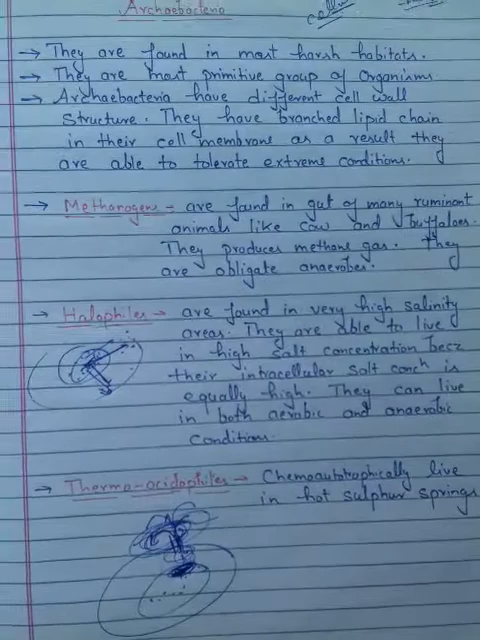 Archaebacteria
→ They are found in most harsh habitats.
→ They are most primitive group of Organisms
→ Archaebacteria have different cell wall
structure. They have branched lipid chain
in their cell membrane as a result they
are able to tolerate extreme conditions.
→ Methanogens - are found in gut of many ruminant
animals like cow and buffaloes.
They produces methane gas. They
are obligate anaerobes.
→ Halophiles → are found in very high salinity
areas. They are able to live
in high salt concentration becz
their intracellular salt conch is
equally high. They can live
in both aerobic and anaerobic
conditions.
→ Thermo-acidophiles → Chemoautotrophically live
in hot sulphur springs